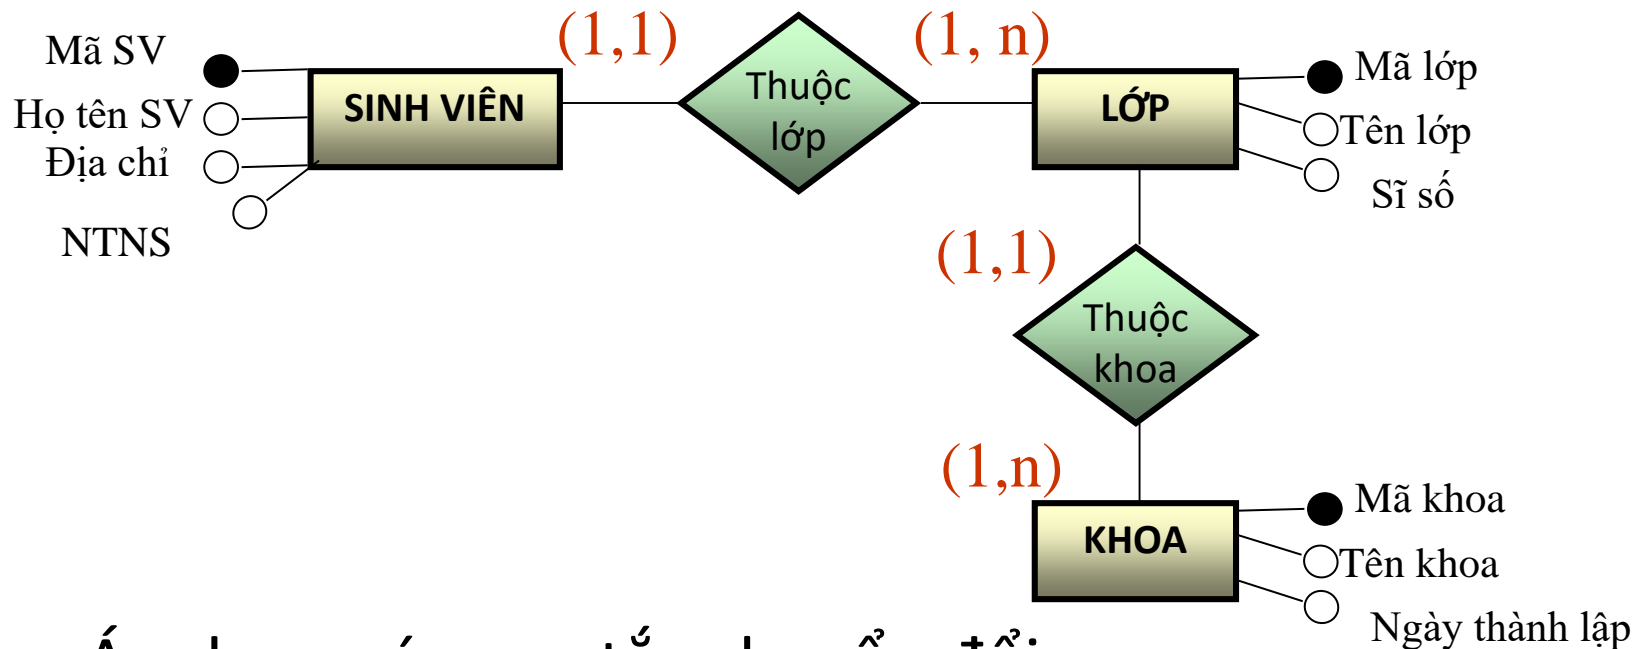 Mã SV
Họ tên SV
Địa chỉ
NTNS
SINH VIÊN
(1,1)
Thuộc
lớp
(1, n)
LỚP
Mã lớp
Tên lớp
Sĩ số
(1,1)
Thuộc
khoa
(1,n)
KHOA
Mã khoa
Tên khoa
Ngày thành lập